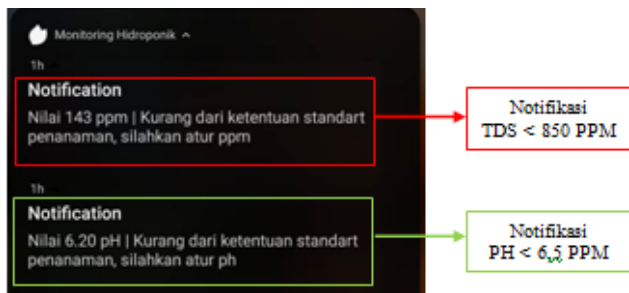 Monitoring Hidroponik
1h
Notification
Nilai 143 ppm | Kurang dari ketentuan standart
penanaman, silahkan atur ppm
Notifikasi
TDS < 850 PPM
1h
Notification
Nilai 6.20 pH | Kurang dari ketentuan standart
penanaman, silahkan atur ph
Notifikasi
PH < 6,5 PPM